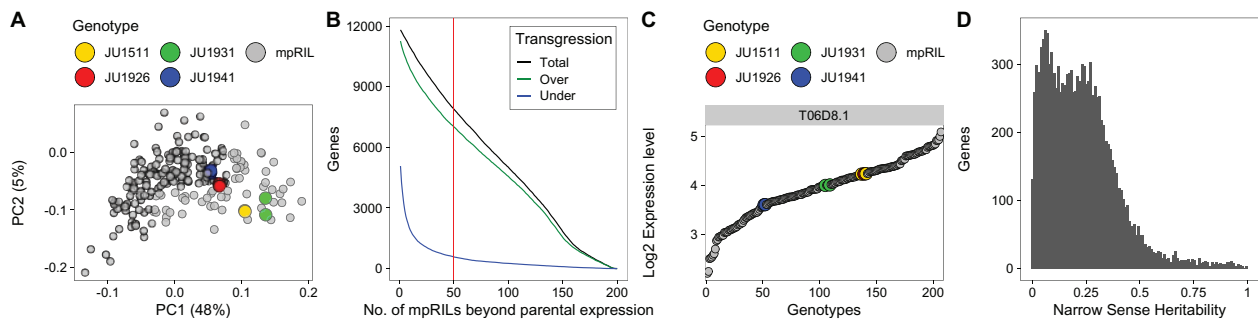 A
Genotype
JU1511
JU1931
mpRIL
JU1926
JU1941
0.0
-0.1
-0.2
PC2 (5%)
-0.1
0.0
0.1
0.2
PC1 (48%)
B
12000
9000
6000
3000
0
Genes
Transgression
Total
Over
Under
0
50
100
150
200
No. of mpRILs beyond parental expression
C
Genotype
JU1511
JU1931
mpRIL
JU1926
JU1941
T06D8.1
5
4
3
Log2 Expression level
0
50
100
150
200
Genotypes
D
300
200
100
0
Genes
0
0.25
0.5
0.75
1
Narrow Sense Heritability